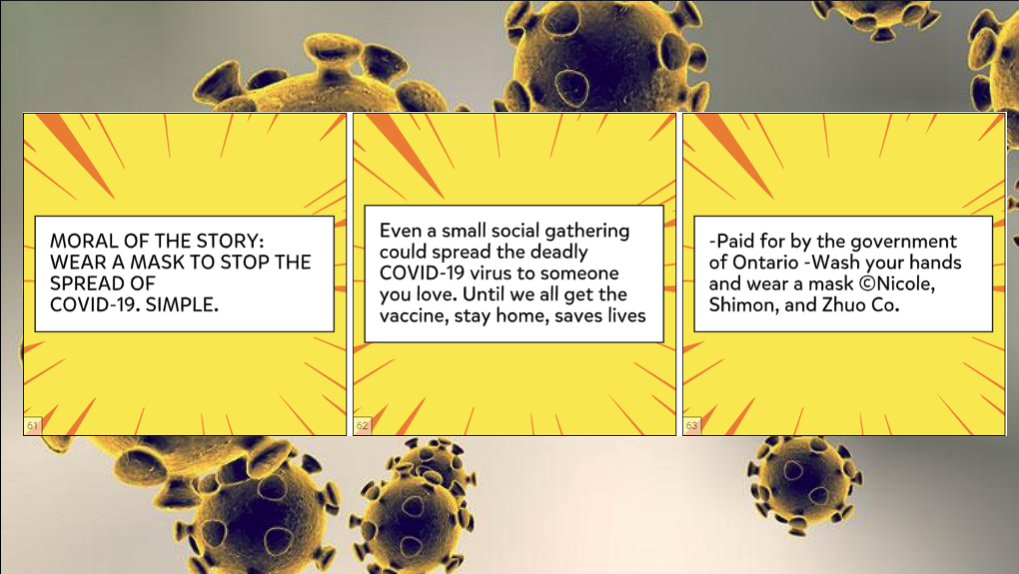 MORAL OF THE STORY:
WEAR A MASK TO STOP THE
SPREAD OF
COVID-19. SIMPLE.
61
Even a small social gathering
could spread the deadly
COVID-19 virus to someone
you love. Until we all get the
vaccine, stay home, saves lives
62
-Paid for by the government
of Ontario -Wash your hands
and wear a mask ©Nicole,
Shimon, and Zhuo Co.
63